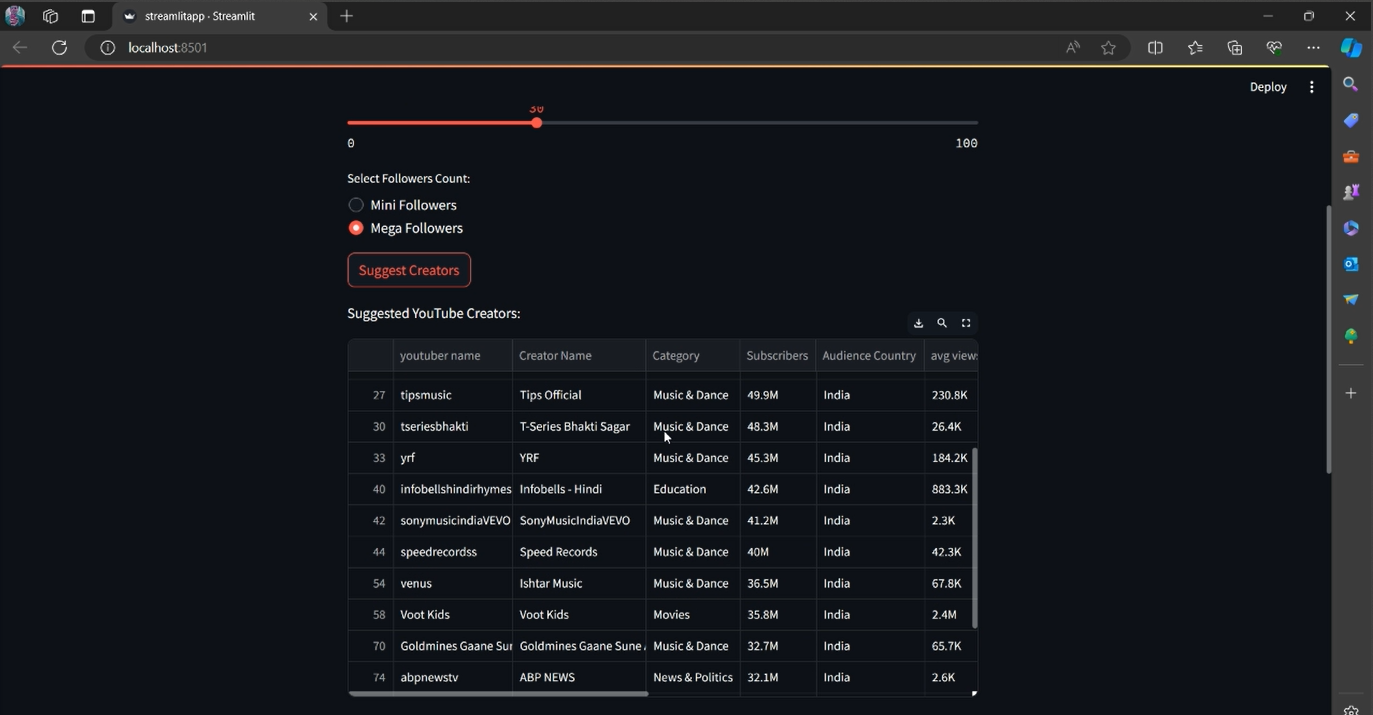 streamlitapp · Streamlit
localhost:8501
Deploy
30
0 100
Select Followers Count:
Mini Followers
Mega Followers
Suggest Creators
Suggested YouTube Creators:
youtuber name Creator Name Category Subscribers Audience Country avg view
27 tipsmusic Tips Official Music & Dance 49.9M India 230.8K
30 tseriesbhakti T-Series Bhakti Sagar Music & Dance 48.3M India 26.4K
33 yrf YRF Music & Dance 45.3M India 184.2K
40 infobellshindirhymes Infobells - Hindi Education 42.6M India 883.3K
42 sonymusicindiaVEVO SonyMusicIndiaVEVO Music & Dance 41.2M India 2.3K
44 speedrecordss Speed Records Music & Dance 40M India 42.3K
54 venus Ishtar Music Music & Dance 36.5M India 67.8K
58 Voot Kids Voot Kids Movies 35.8M India 2.4M
70 Goldmines Gaane Sun Goldmines Gaane Sune Music & Dance 32.7M India 65.7K
74 abpnewstv ABP NEWS News & Politics 32.1M India 2.6K